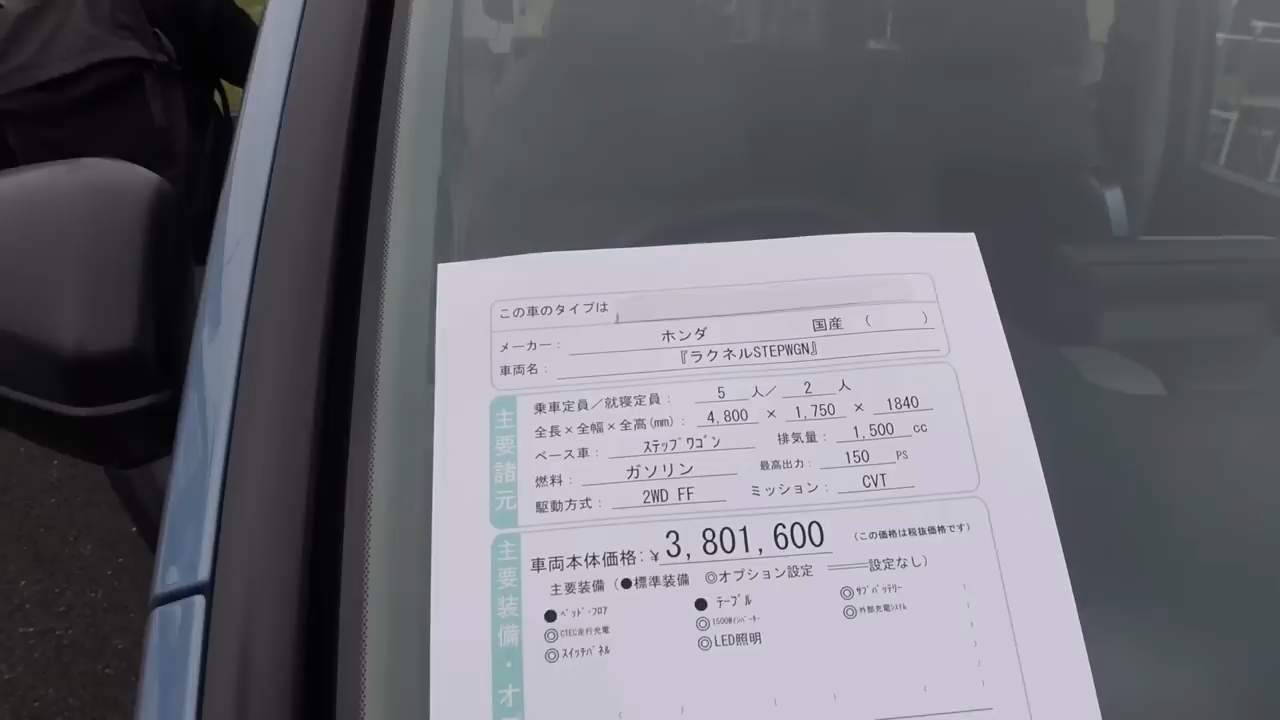 この車のタイプは
メーカー： ホンダ 国産 （ ）
車両名： 『ラクネルSTEPWGN』
主要諸元
乗車定員／就寝定員： 5 人／ 2 人
全長×全幅×全高(mm)： 4,800 × 1,750 × 1840
ベース車： ステップワゴン 排気量： 1,500 cc
燃料： ガソリン 最高出力： 150 PS
駆動方式： 2WD FF ミッション： CVT
主要装備・オ
車両本体価格：¥3,801,600 (この価格は税抜価格です)
主要装備（●標準装備 ◎オプション設定 ＝＝設定なし）
●ベッド・フロア ●テーブル ◎サブバッテリー
◎CTEC走行充電 ◎1500Wインバーター ◎外部充電システム
◎スイッチパネル ◎LED照明